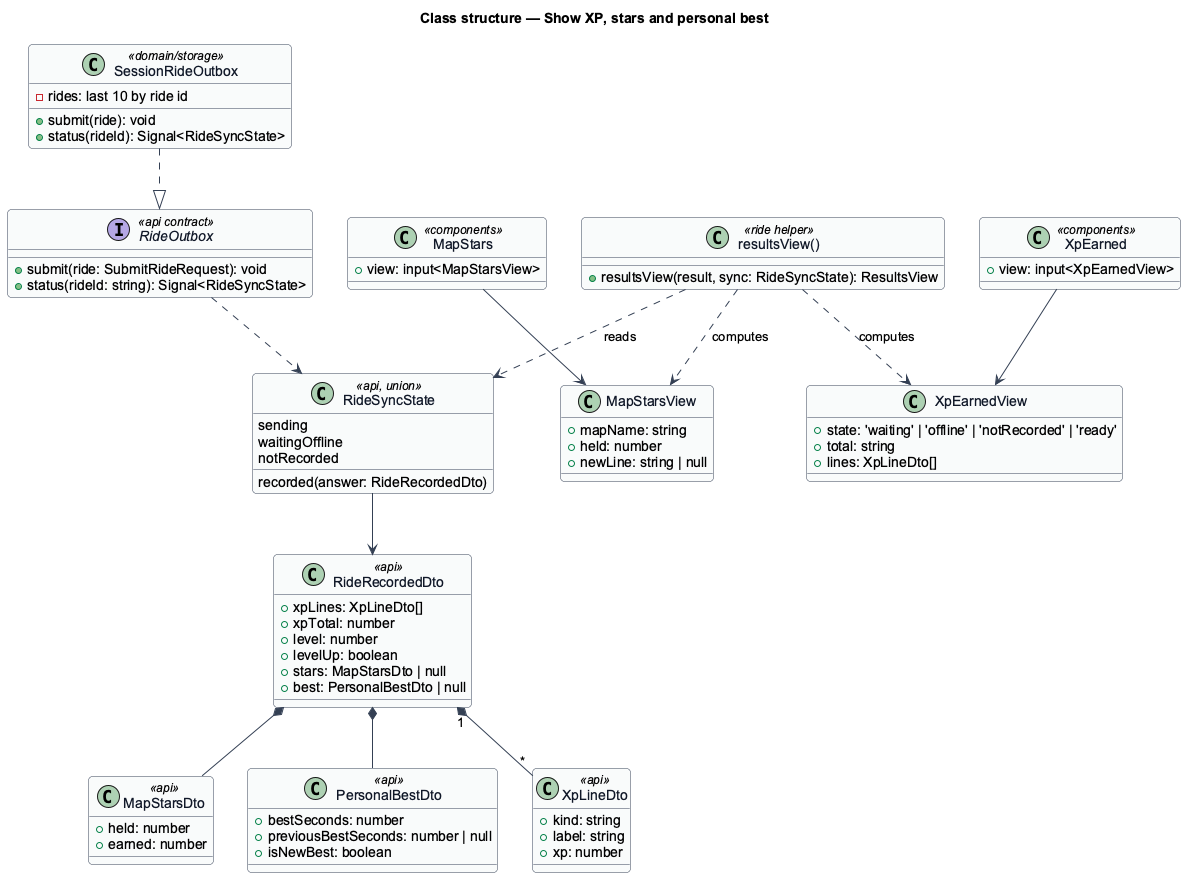 Class structure — Show XP, stars and personal best
«domain/storage»
C SessionRideOutbox
rides: last 10 by ride id
submit(ride): void
status(rideId): Signal<RideSyncState>
«api contract»
I RideOutbox
submit(ride: SubmitRideRequest): void
status(rideId: string): Signal<RideSyncState>
«components»
C MapStars
view: input<MapStarsView>
«ride helper»
C resultsView()
resultsView(result, sync: RideSyncState): ResultsView
«components»
C XpEarned
view: input<XpEarnedView>
reads
computes
computes
«api, union»
C RideSyncState
sending
waitingOffline
notRecorded
recorded(answer: RideRecordedDto)
C MapStarsView
mapName: string
held: number
newLine: string | null
C XpEarnedView
state: 'waiting' | 'offline' | 'notRecorded' | 'ready'
total: string
lines: XpLineDto[]
«api»
C RideRecordedDto
xpLines: XpLineDto[]
xpTotal: number
level: number
levelUp: boolean
stars: MapStarsDto | null
best: PersonalBestDto | null
1
*
«api»
C MapStarsDto
held: number
earned: number
«api»
C PersonalBestDto
bestSeconds: number
previousBestSeconds: number | null
isNewBest: boolean
«api»
C XpLineDto
kind: string
label: string
xp: number